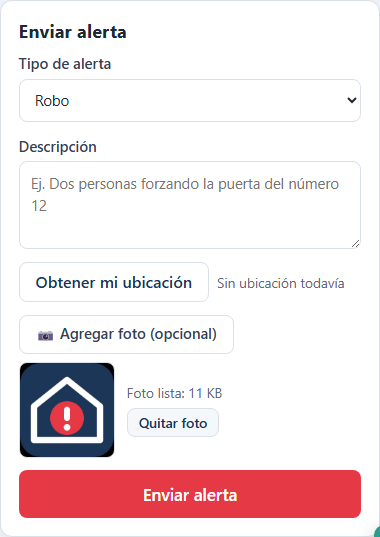 Enviar alerta
Tipo de alerta
Robo
Descripción
Ej. Dos personas forzando la puerta del número
12
Obtener mi ubicación
Sin ubicación todavía
📷 Agregar foto (opcional)
Foto lista: 11 KB
Quitar foto
Enviar alerta